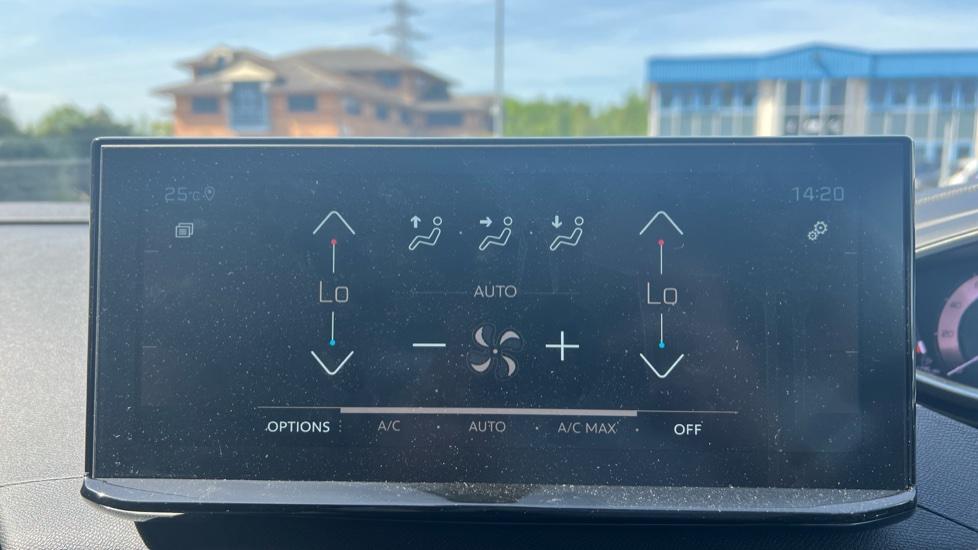 25°C 14:20
Lo Lo
AUTO
OPTIONS A/C AUTO A/C MAX OFF